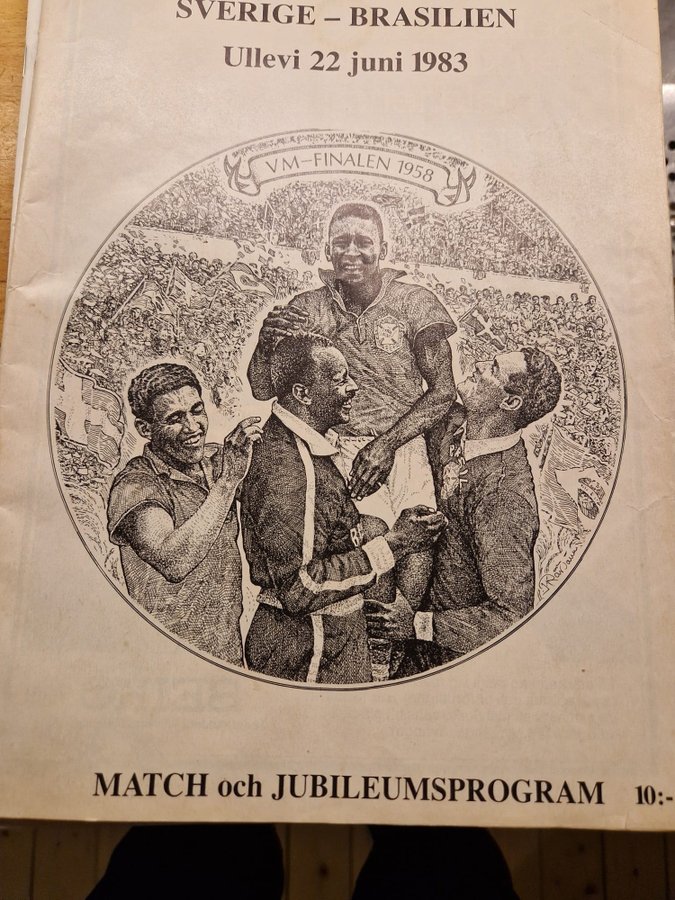 SVERIGE – BRASILIEN
Ullevi 22 juni 1983
VM–FINALEN 1958
MATCH och JUBILEUMSPROGRAM 10:-